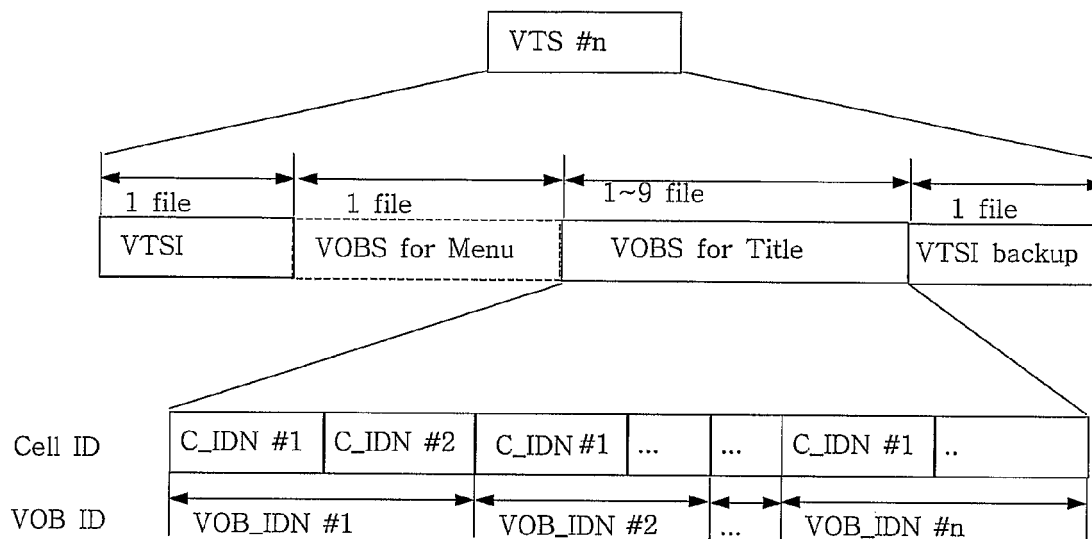 VTS #n
1 file 1 file 1~9 file 1 file
VTSI VOBS for Menu VOBS for Title VTSI backup
Cell ID C_IDN #1 C_IDN #2 C_IDN #1 ... ... C_IDN #1 ..
VOB ID VOB_IDN #1 VOB_IDN #2 ... VOB_IDN #n